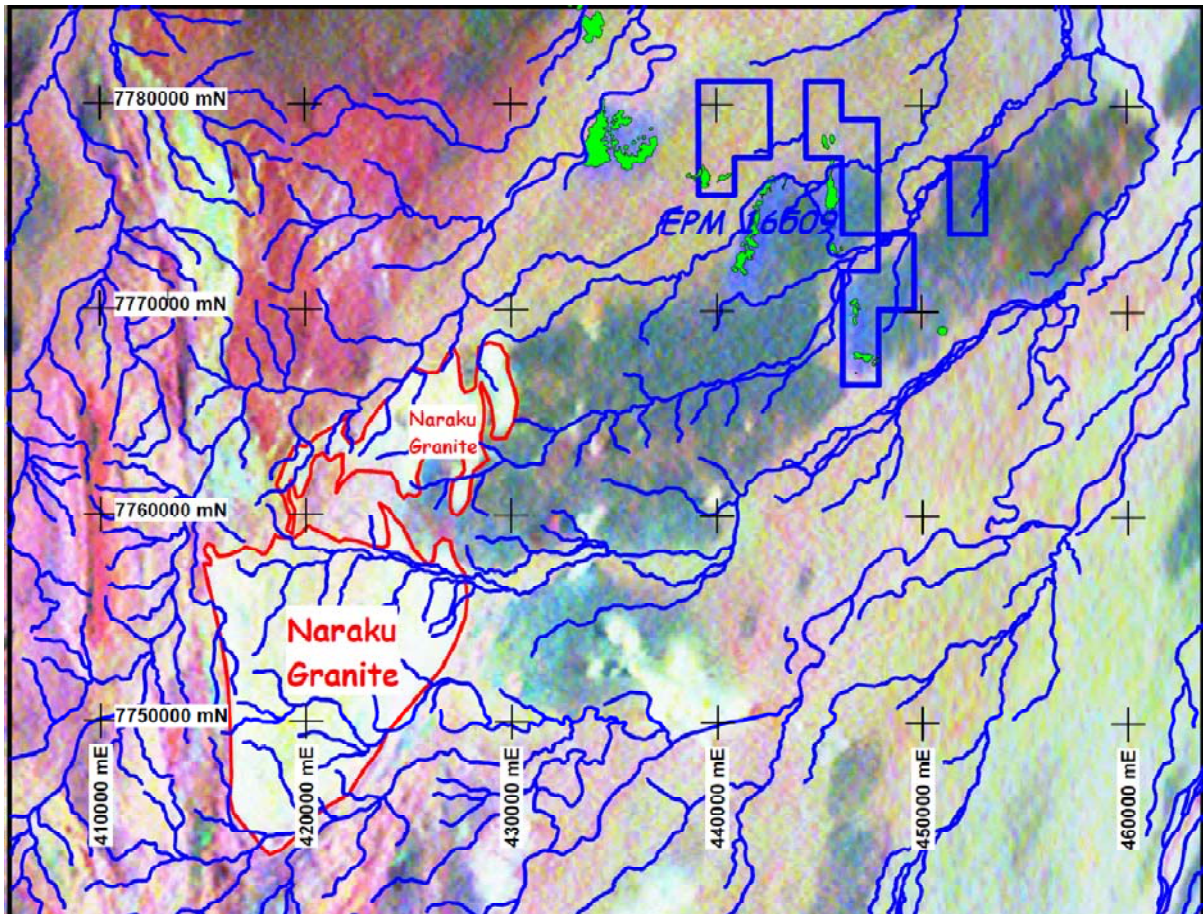 7780000 mN
EPM 16609
7770000 mN
Naraku
Granite
7760000 mN
Naraku
Granite
7750000 mN
410000 mE
420000 mE
430000 mE
440000 mE
450000 mE
460000 mE